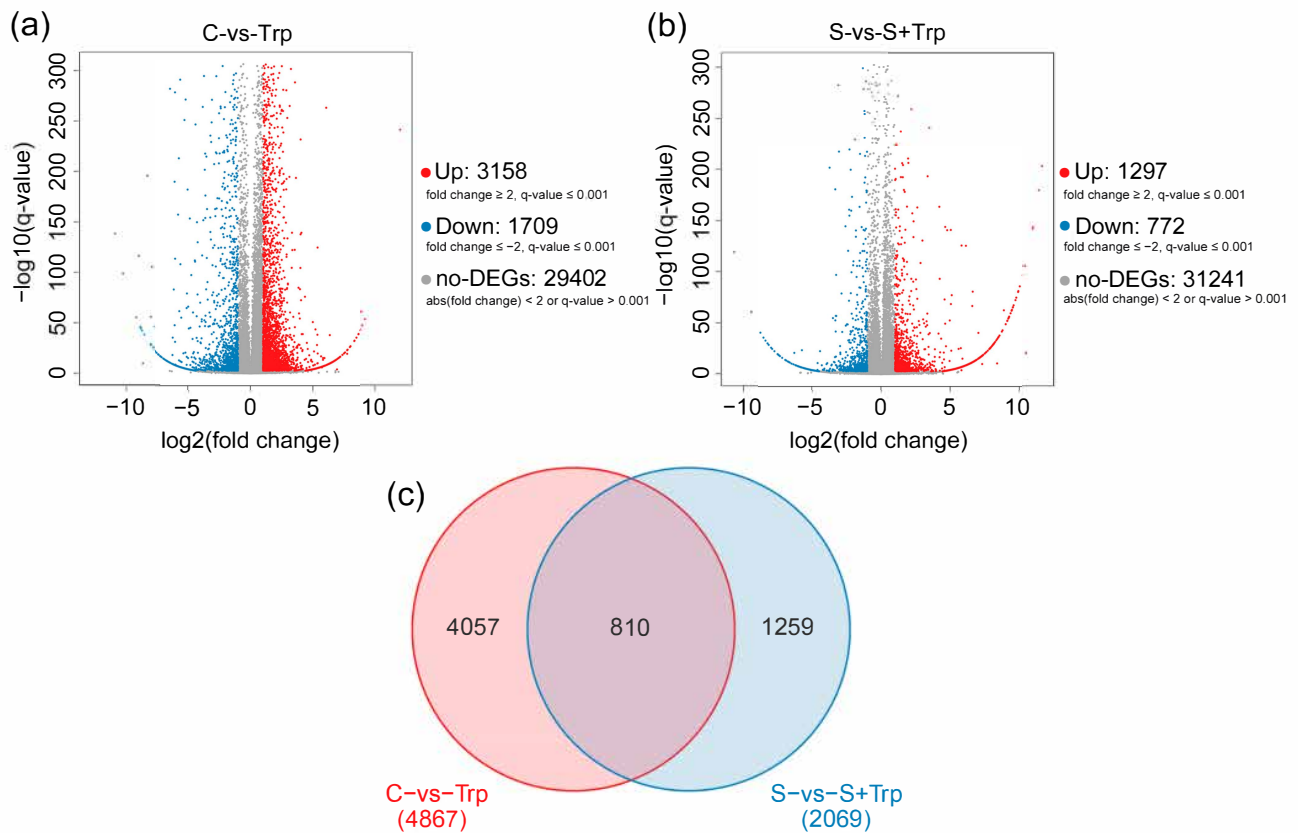 (a)
C-vs-Trp
−log10(q-value)
300
250
200
150
100
50
0
−10
−5
0
5
10
log2(fold change)
Up: 3158
fold change ≥ 2, q-value ≤ 0.001
Down: 1709
fold change ≤ −2, q-value ≤ 0.001
no-DEGs: 29402
abs(fold change) < 2 or q-value > 0.001
(b)
S-vs-S+Trp
−log10(q-value)
300
250
200
150
100
50
0
−10
−5
0
5
10
log2(fold change)
Up: 1297
fold change ≥ 2, q-value ≤ 0.001
Down: 772
fold change ≤ −2, q-value ≤ 0.001
no-DEGs: 31241
abs(fold change) < 2 or q-value > 0.001
(c)
4057
810
1259
C−vs−Trp
(4867)
S−vs−S+Trp
(2069)